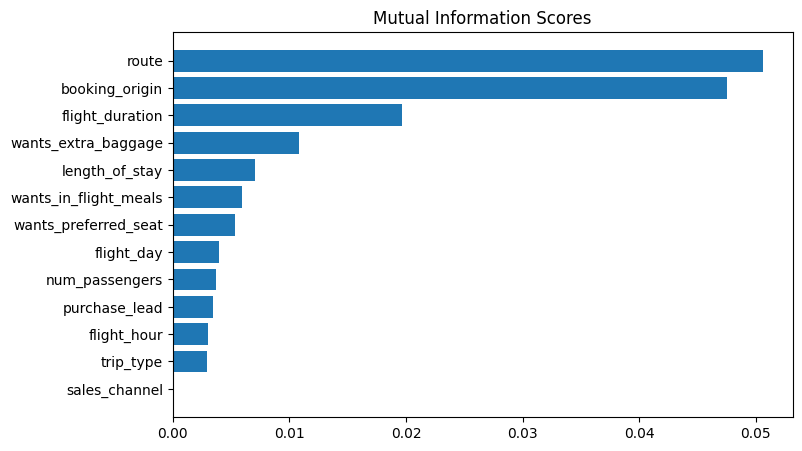 Mutual Information Scores
route
booking_origin
flight_duration
wants_extra_baggage
length_of_stay
wants_in_flight_meals
wants_preferred_seat
flight_day
num_passengers
purchase_lead
flight_hour
trip_type
sales_channel
0.00 0.01 0.02 0.03 0.04 0.05